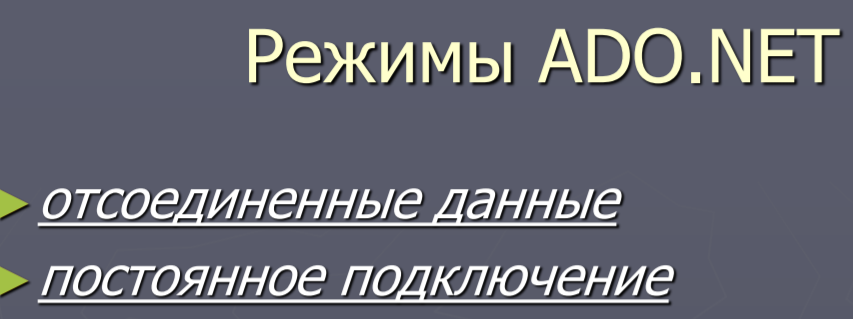 Режимы ADO.NET
отсоединенные данные
постоянное подключение